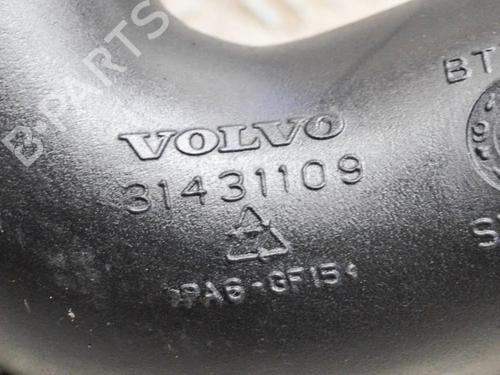 B-PARTS
VOLVO
31431109
>PA6-GF15<
BT
S